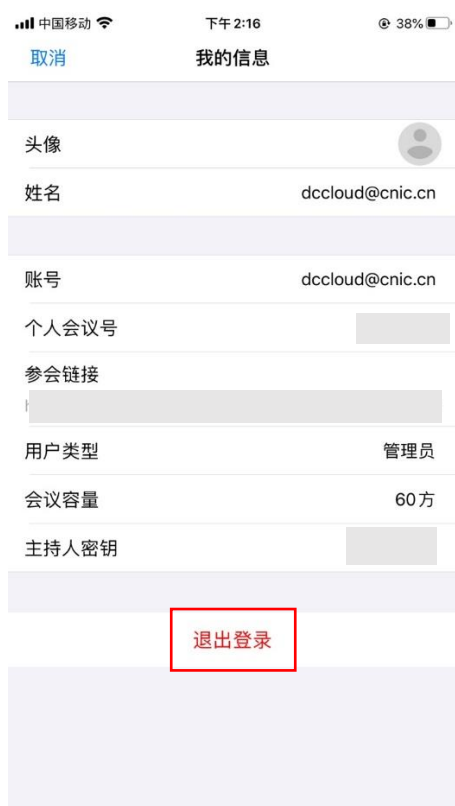 中国移动 下午 2:16 38%
取消 我的信息
头像
姓名 dccloud@cnic.cn
账号 dccloud@cnic.cn
个人会议号
参会链接
用户类型 管理员
会议容量 60方
主持人密钥
退出登录